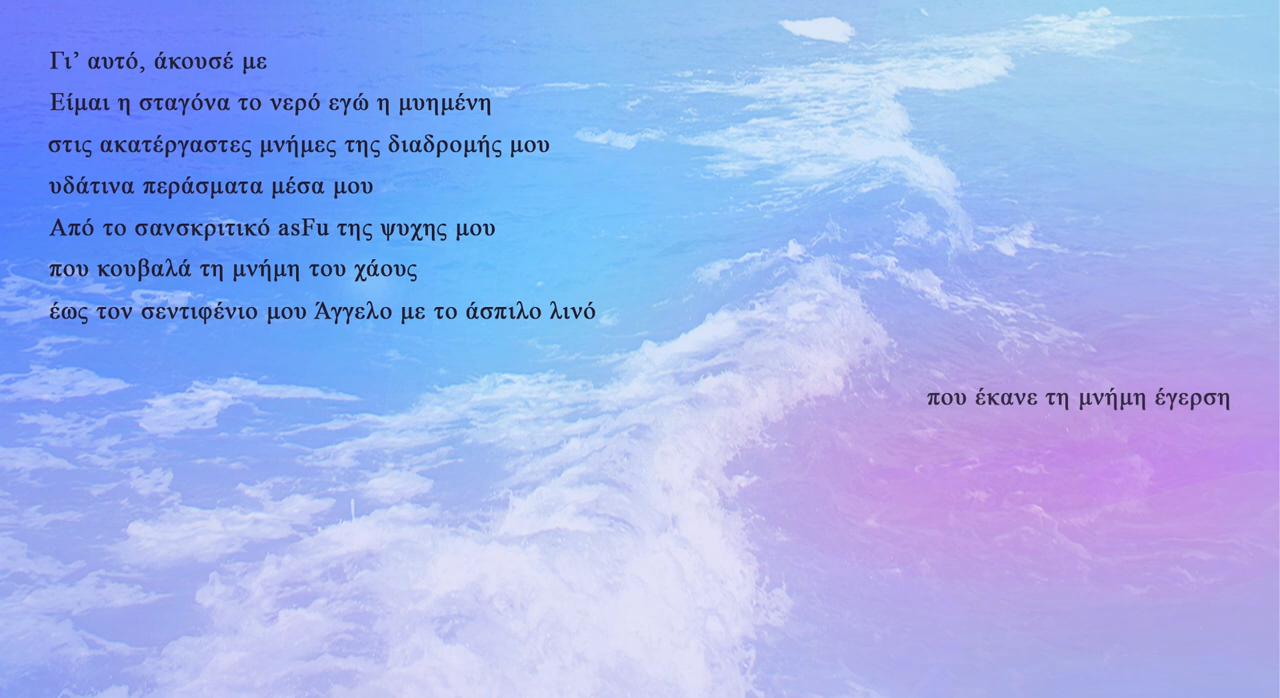 Γι’ αυτό, άκουσέ με
Είμαι η σταγόνα το νερό εγώ η μυημένη
στις ακατέργαστες μνήμες της διαδρομής μου
υδάτινα περάσματα μέσα μου
Από το σανσκριτικό asFu της ψυχης μου
που κουβαλά τη μνήμη του χάους
έως τον σεντιφένιο μου Άγγελο με το άσπιλο λινό
που έκανε τη μνήμη έγερση